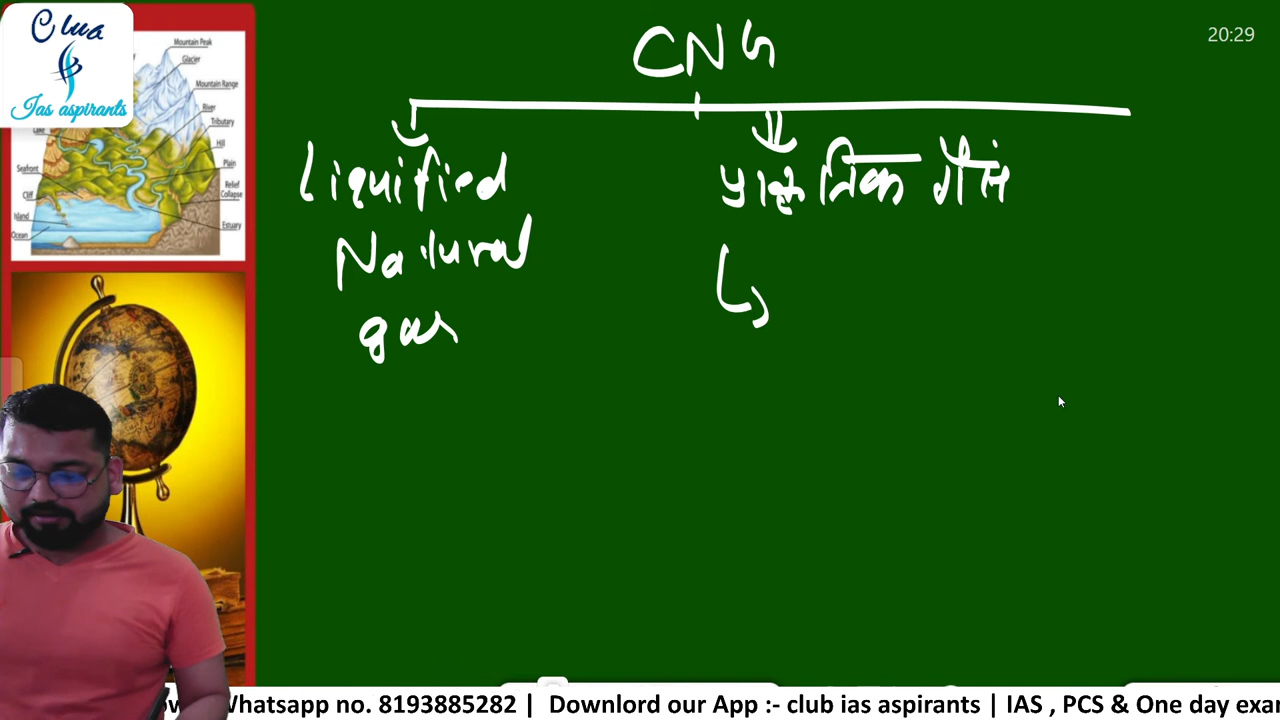 Clua
Ias aspirants
Mountain Peak
Glacier
Mountain Range
River
Tributary
Lake
Hill
Plain
Seafront
Relief
Collapse
Cliff
Island
Estuary
Ocean
20:29
CNG
Liquified
Natural
gas
प्राकृतिक गैस
Whatsapp no. 8193885282 | Downlord our App :- club ias aspirants | IAS , PCS & One day exa